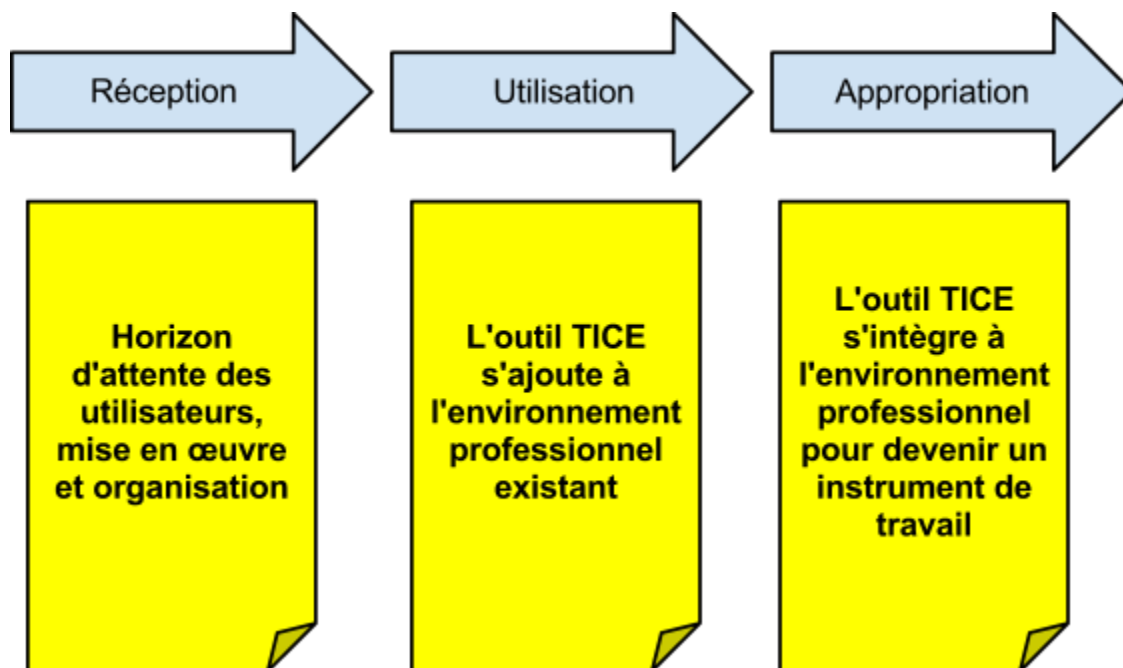 Réception
Utilisation
Appropriation
Horizon
d'attente des
utilisateurs,
mise en œuvre
et organisation
L'outil TICE
s'ajoute à
l'environnement
professionnel
existant
L'outil TICE
s'intègre à
l'environnement
professionnel
pour devenir un
instrument de
travail